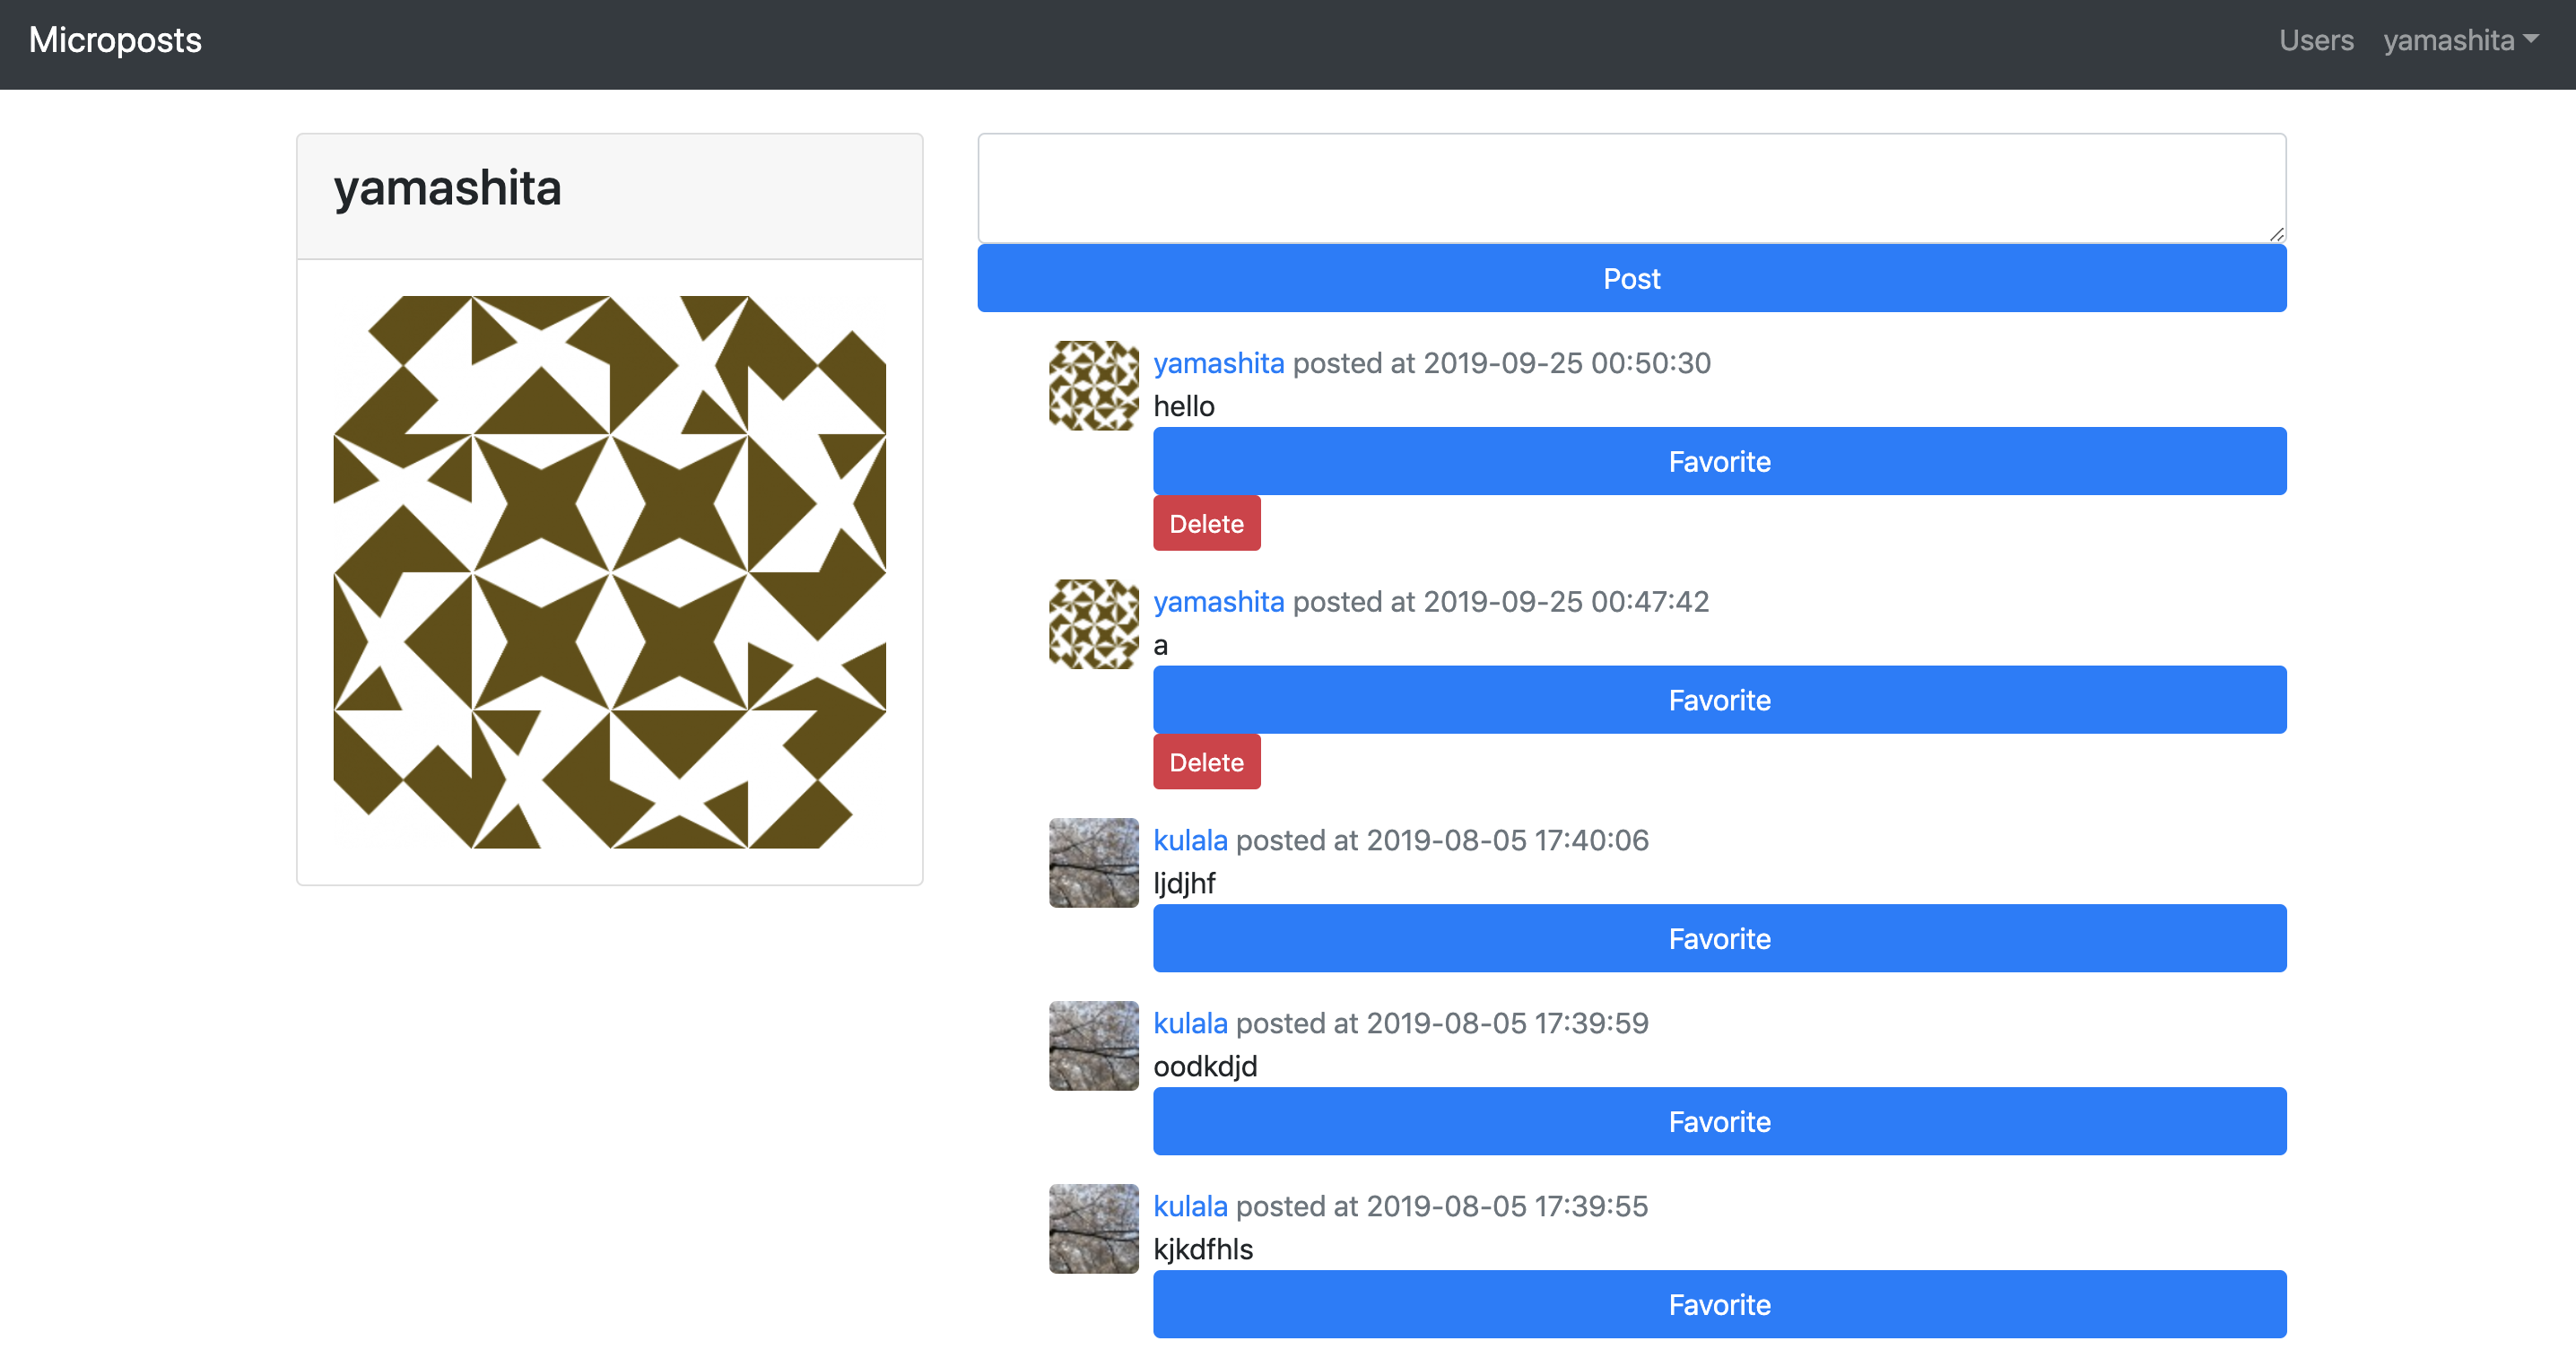 Microposts
Users yamashita
yamashita
Post
yamashita posted at 2019-09-25 00:50:30
hello
Favorite
Delete
yamashita posted at 2019-09-25 00:47:42
a
Favorite
Delete
kulala posted at 2019-08-05 17:40:06
ljdjhf
Favorite
kulala posted at 2019-08-05 17:39:59
oodkdjd
Favorite
kulala posted at 2019-08-05 17:39:55
kjkdfhls
Favorite